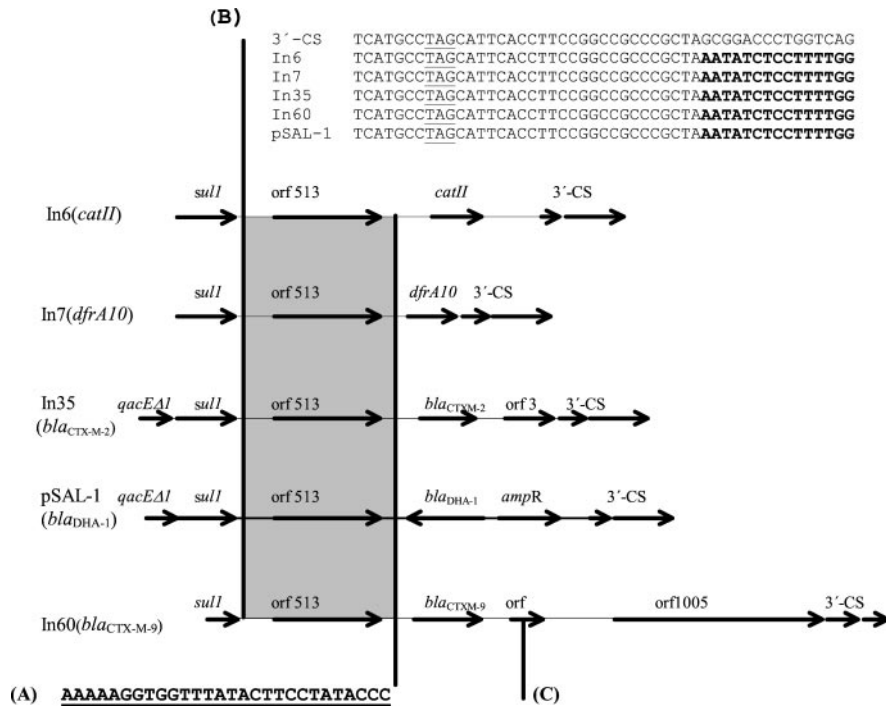 (B)
3´-CS TCATGCCTAGCATTCACCTTCCGGCCGCCCGCTAGCGGACCCTGGTCAG
In6 TCATGCCTAGCATTCACCTTCCGGCCGCCCGCTAAATATCTCCTTTTGG
In7 TCATGCCTAGCATTCACCTTCCGGCCGCCCGCTAAATATCTCCTTTTGG
In35 TCATGCCTAGCATTCACCTTCCGGCCGCCCGCTAAATATCTCCTTTTGG
In60 TCATGCCTAGCATTCACCTTCCGGCCGCCCGCTAAATATCTCCTTTTGG
pSAL-1 TCATGCCTAGCATTCACCTTCCGGCCGCCCGCTAAATATCTCCTTTTGG
sul1 orf 513 catII 3´-CS
In6(catII)
sul1 orf 513 dfrA10 3´-CS
In7(dfrA10)
In35 qacEΔ1 sul1 orf 513 blaCTXM-2 orf 3 3´-CS
(blaCTX-M-2)
pSAL-1 qacEΔ1 sul1 orf 513 blaDHA-1 ampR 3´-CS
(blaDHA-1)
sul1 orf 513 blaCTXM-9 orf orf1005 3´-CS
In60(blaCTX-M-9)
(A) AAAAAGGTGGTTTATACTTCCTATACCC (C)